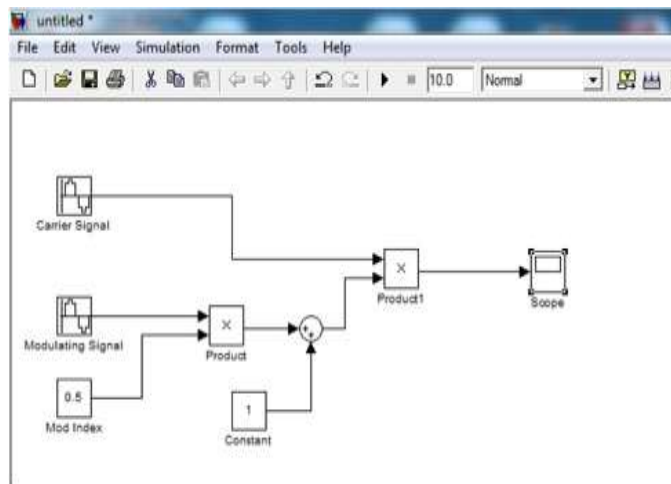 untitled *
File Edit View Simulation Format Tools Help
10.0 Normal
Carrier Signal
×
Product1
Scope
Modulating Signal
×
Product
0.5
Mod Index
1
Constant